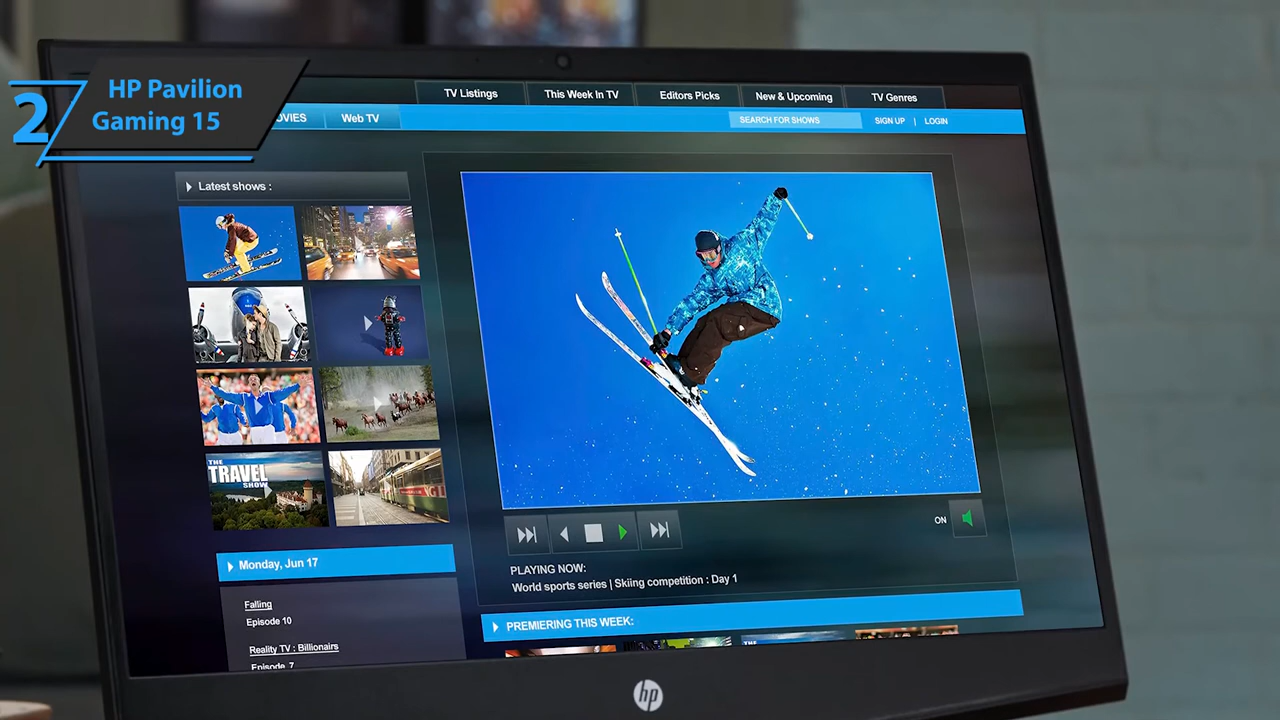 2
HP Pavilion
Gaming 15
TV Listings
This Week In TV
Editors Picks
New & Upcoming
TV Genres
Web TV
SEARCH FOR SHOWS
SIGN UP | LOGIN
Latest shows :
THE
TRAVEL
SHOW
Monday, Jun 17
Falling
Episode 10
Reality TV : Billionairs
Episode 7
ON
PLAYING NOW:
World sports series | Skiing competition : Day 1
PREMIERING THIS WEEK:
hp